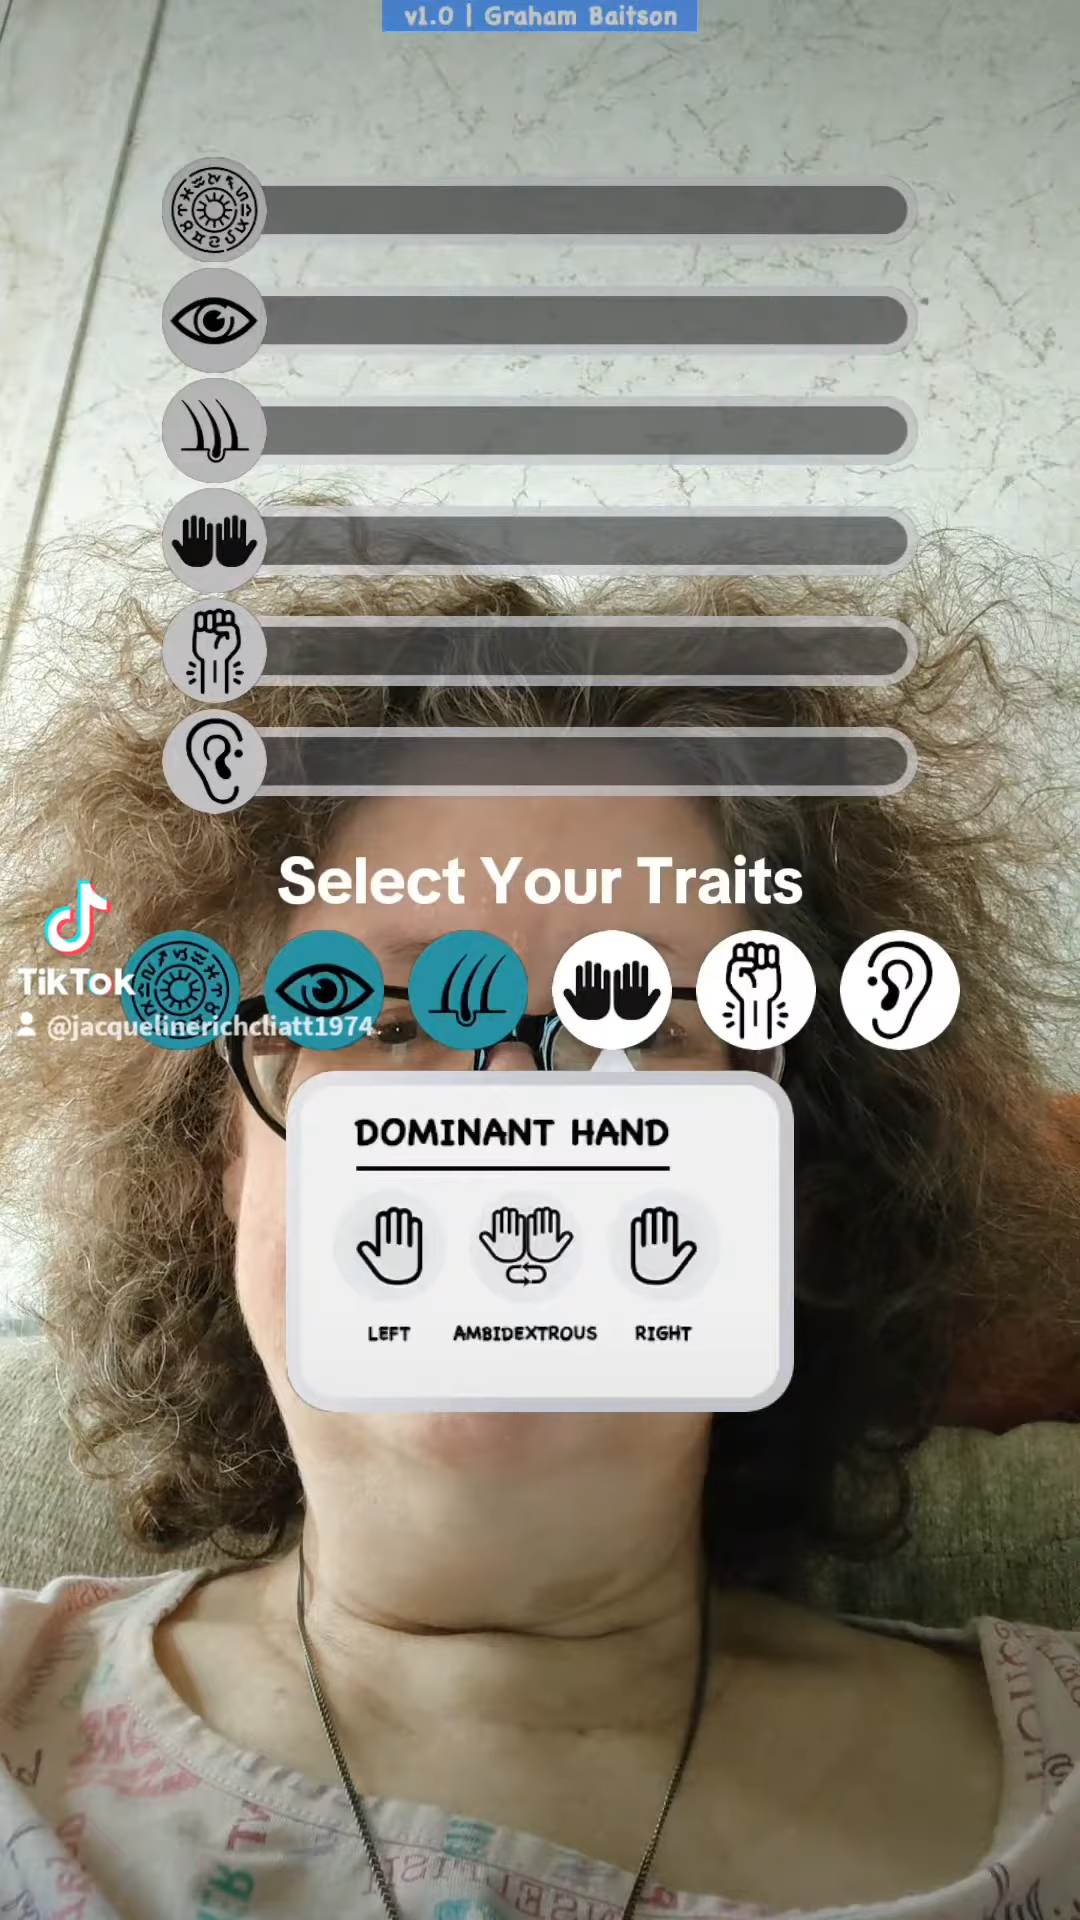 v1.0 | Graham Baitson
Select Your Traits
TikTok
@jacquelinerichcliatt1974
DOMINANT HAND
LEFT
AMBIDEXTROUS
RIGHT